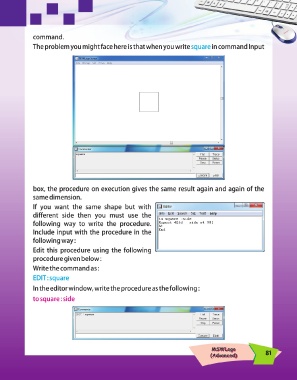 command.
The problem you might face here is that when you write square in command Input
box, the procedure on execution gives the same result again and again of the
same dimension.
If you want the same shape but with
different side then you must use the
following way to write the procedure.
Include input with the procedure in the
following way :
Edit this procedure using the following
procedure given below :
Write the command as :
EDIT : square
In the editor window, write the procedure as the following :
to square : side
MSWLogo
(Advanced)
81